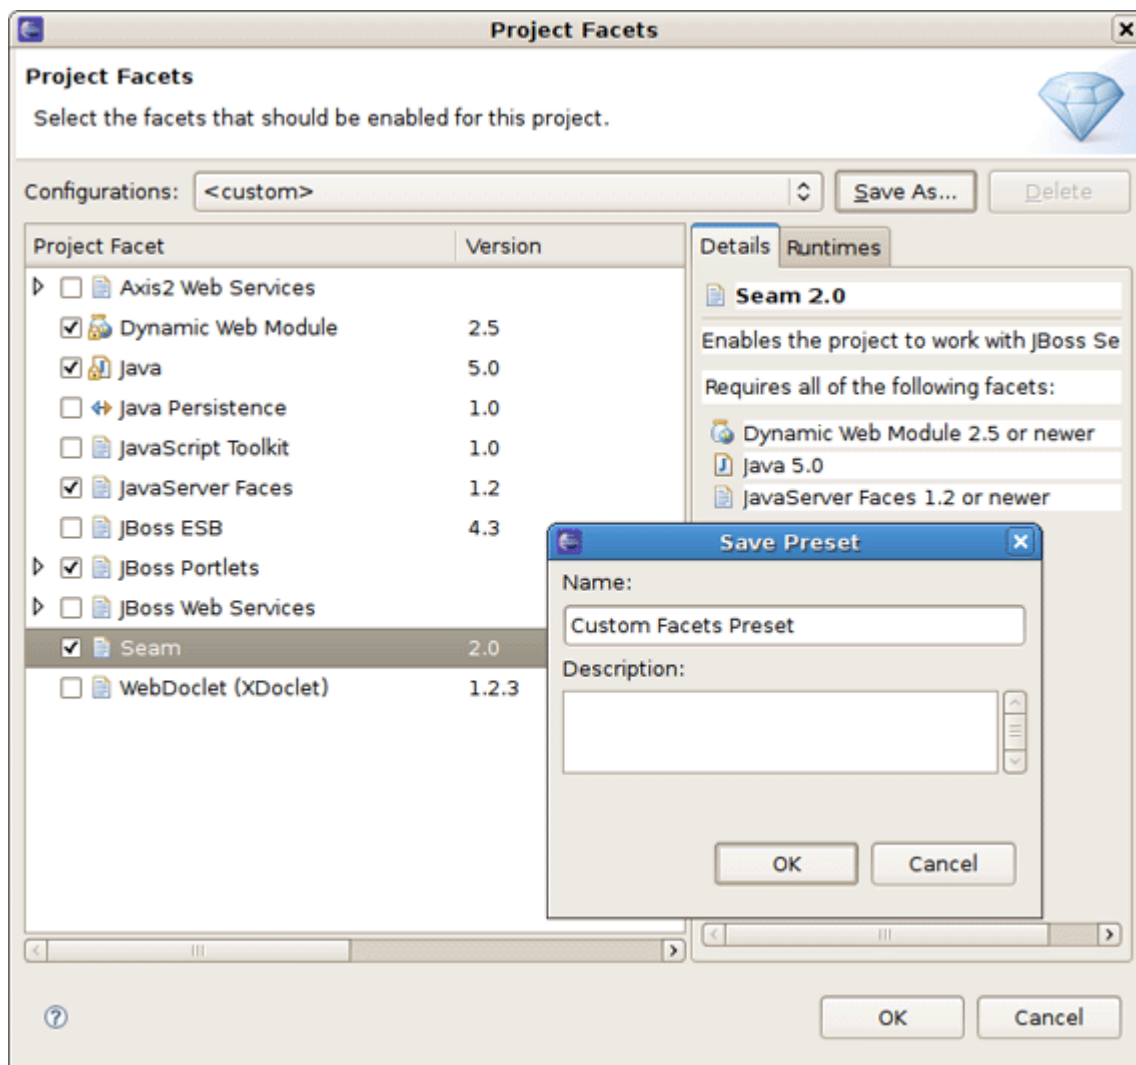 Project Facets
Project Facets
Select the facets that should be enabled for this project.
Configurations: <custom> Save As... Delete
Project Facet Version
Details Runtimes
Axis2 Web Services
Dynamic Web Module 2.5
Java 5.0
Java Persistence 1.0
JavaScript Toolkit 1.0
JavaServer Faces 1.2
JBoss ESB 4.3
JBoss Portlets
JBoss Web Services
Seam 2.0
WebDoclet (XDoclet) 1.2.3
Seam 2.0
Enables the project to work with JBoss Se
Requires all of the following facets:
Dynamic Web Module 2.5 or newer
Java 5.0
JavaServer Faces 1.2 or newer
Save Preset
Name:
Custom Facets Preset
Description:
OK Cancel
OK Cancel